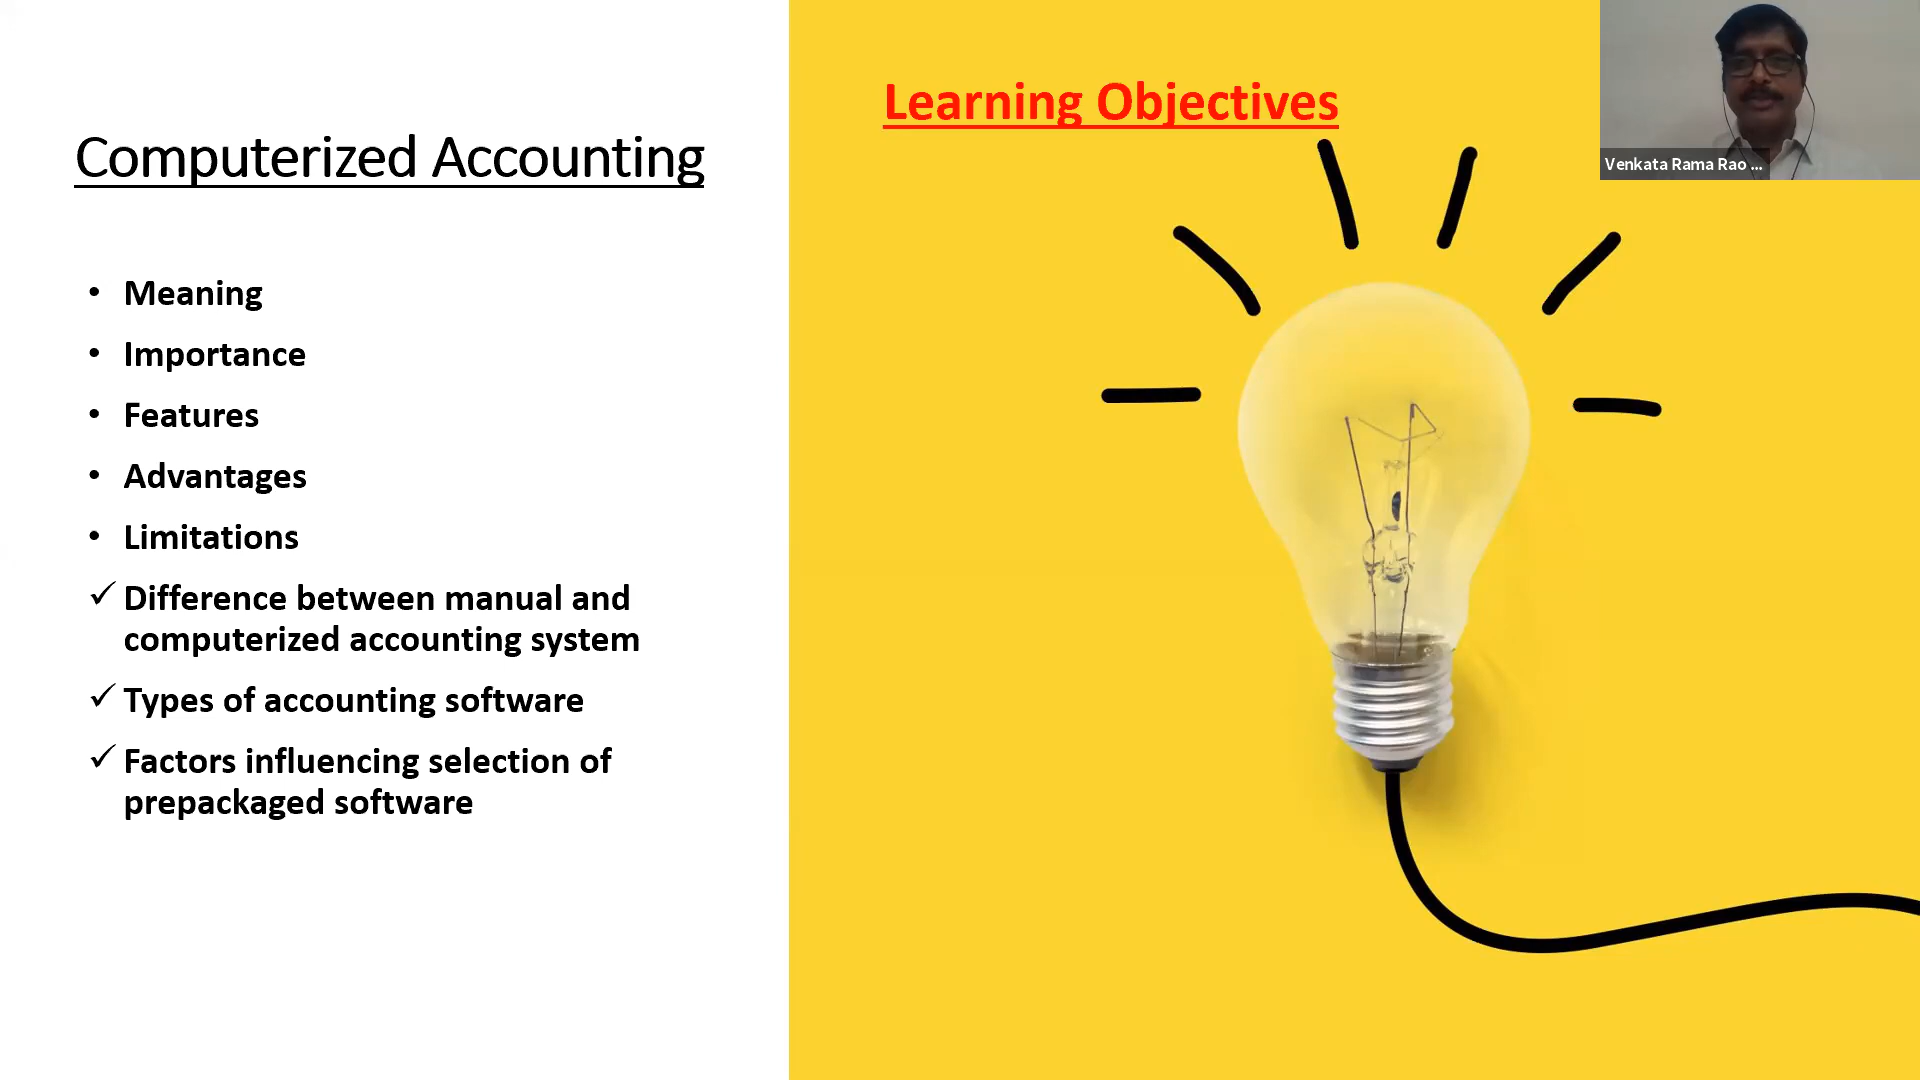 Computerized Accounting
• Meaning
• Importance
• Features
• Advantages
• Limitations
✓ Difference between manual and
computerized accounting system
✓ Types of accounting software
✓ Factors influencing selection of
prepackaged software
Learning Objectives
Venkata Rama Rao ...